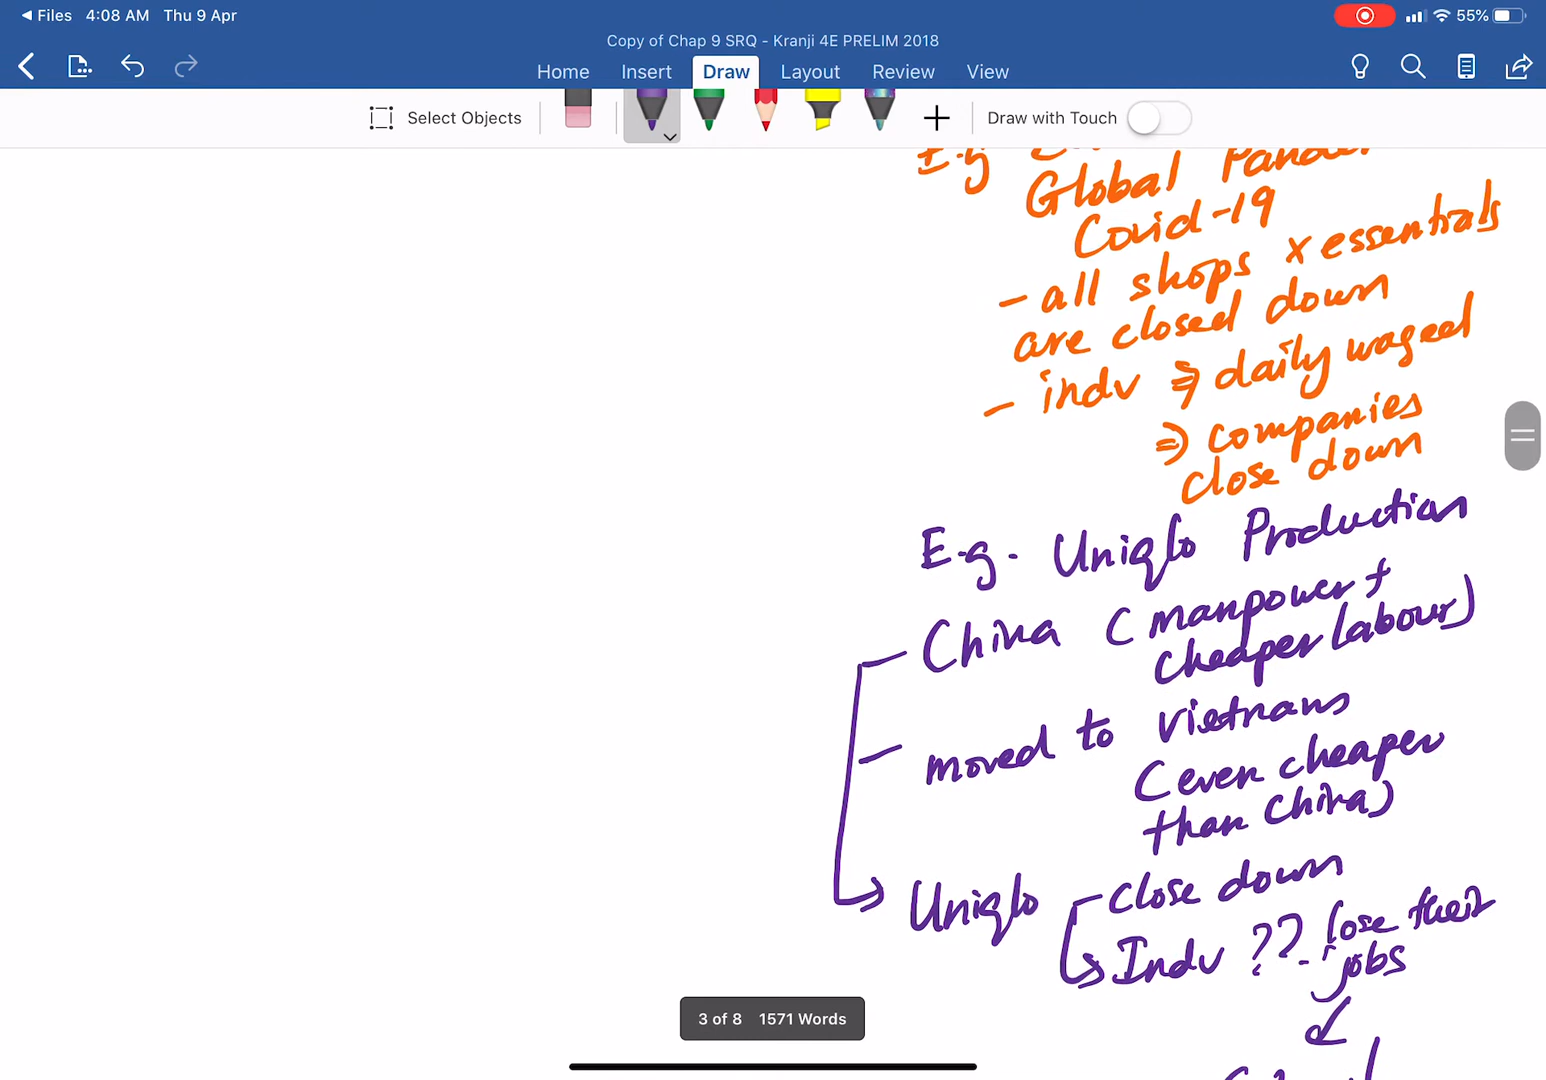 Files 4:08 AM Thu 9 Apr 55%
Copy of Chap 9 SRQ - Kranji 4E PRELIM 2018
Home Insert Draw Layout Review View
Select Objects Draw with Touch
E.g
Global
Covid-19
- all shops x essentials
are closed down
- indv ⇒ daily waged
⇒ companies
close down
E.g. Uniqlo Production
- China (manpower +
cheaper labour)
- moved to Vietnam
(even cheaper
than China)
→ Uniqlo close down
→ Indv ?? lose their
jobs
3 of 8 1571 Words